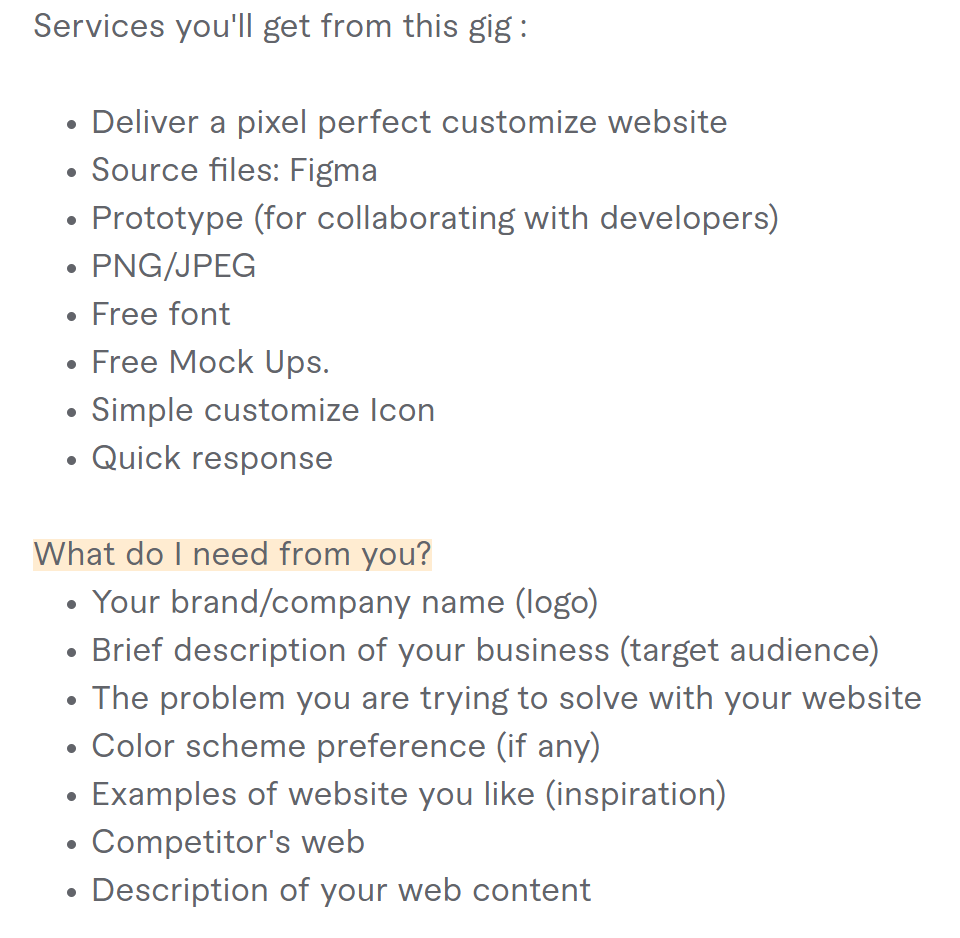 Services you'll get from this gig :
• Deliver a pixel perfect customize website
• Source files: Figma
• Prototype (for collaborating with developers)
• PNG/JPEG
• Free font
• Free Mock Ups.
• Simple customize Icon
• Quick response
What do I need from you?
• Your brand/company name (logo)
• Brief description of your business (target audience)
• The problem you are trying to solve with your website
• Color scheme preference (if any)
• Examples of website you like (inspiration)
• Competitor's web
• Description of your web content